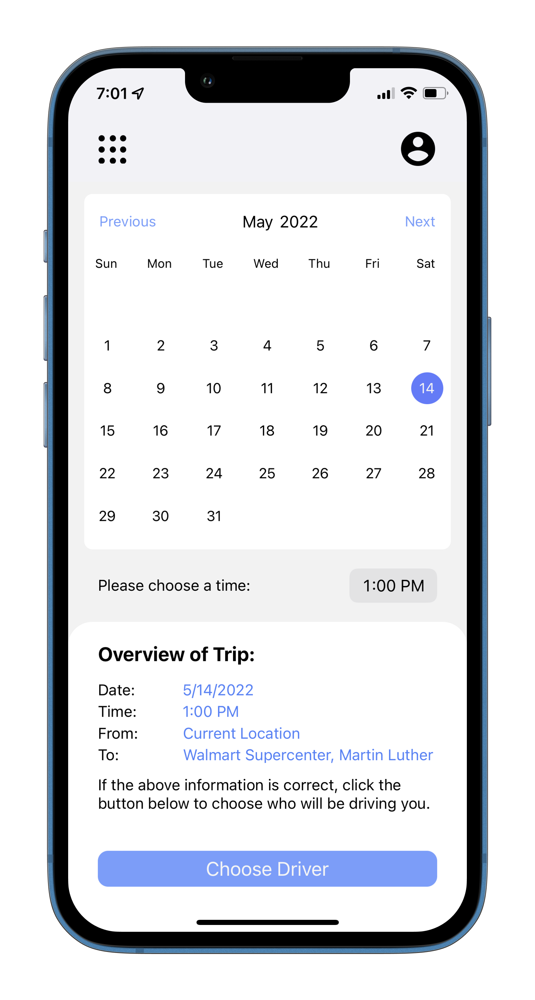 7:01
Previous May 2022 Next
Sun Mon Tue Wed Thu Fri Sat
1 2 3 4 5 6 7
8 9 10 11 12 13 14
15 16 17 18 19 20 21
22 23 24 25 26 27 28
29 30 31
Please choose a time: 1:00 PM
Overview of Trip:
Date: 5/14/2022
Time: 1:00 PM
From: Current Location
To: Walmart Supercenter, Martin Luther
If the above information is correct, click the
button below to choose who will be driving you.
Choose Driver